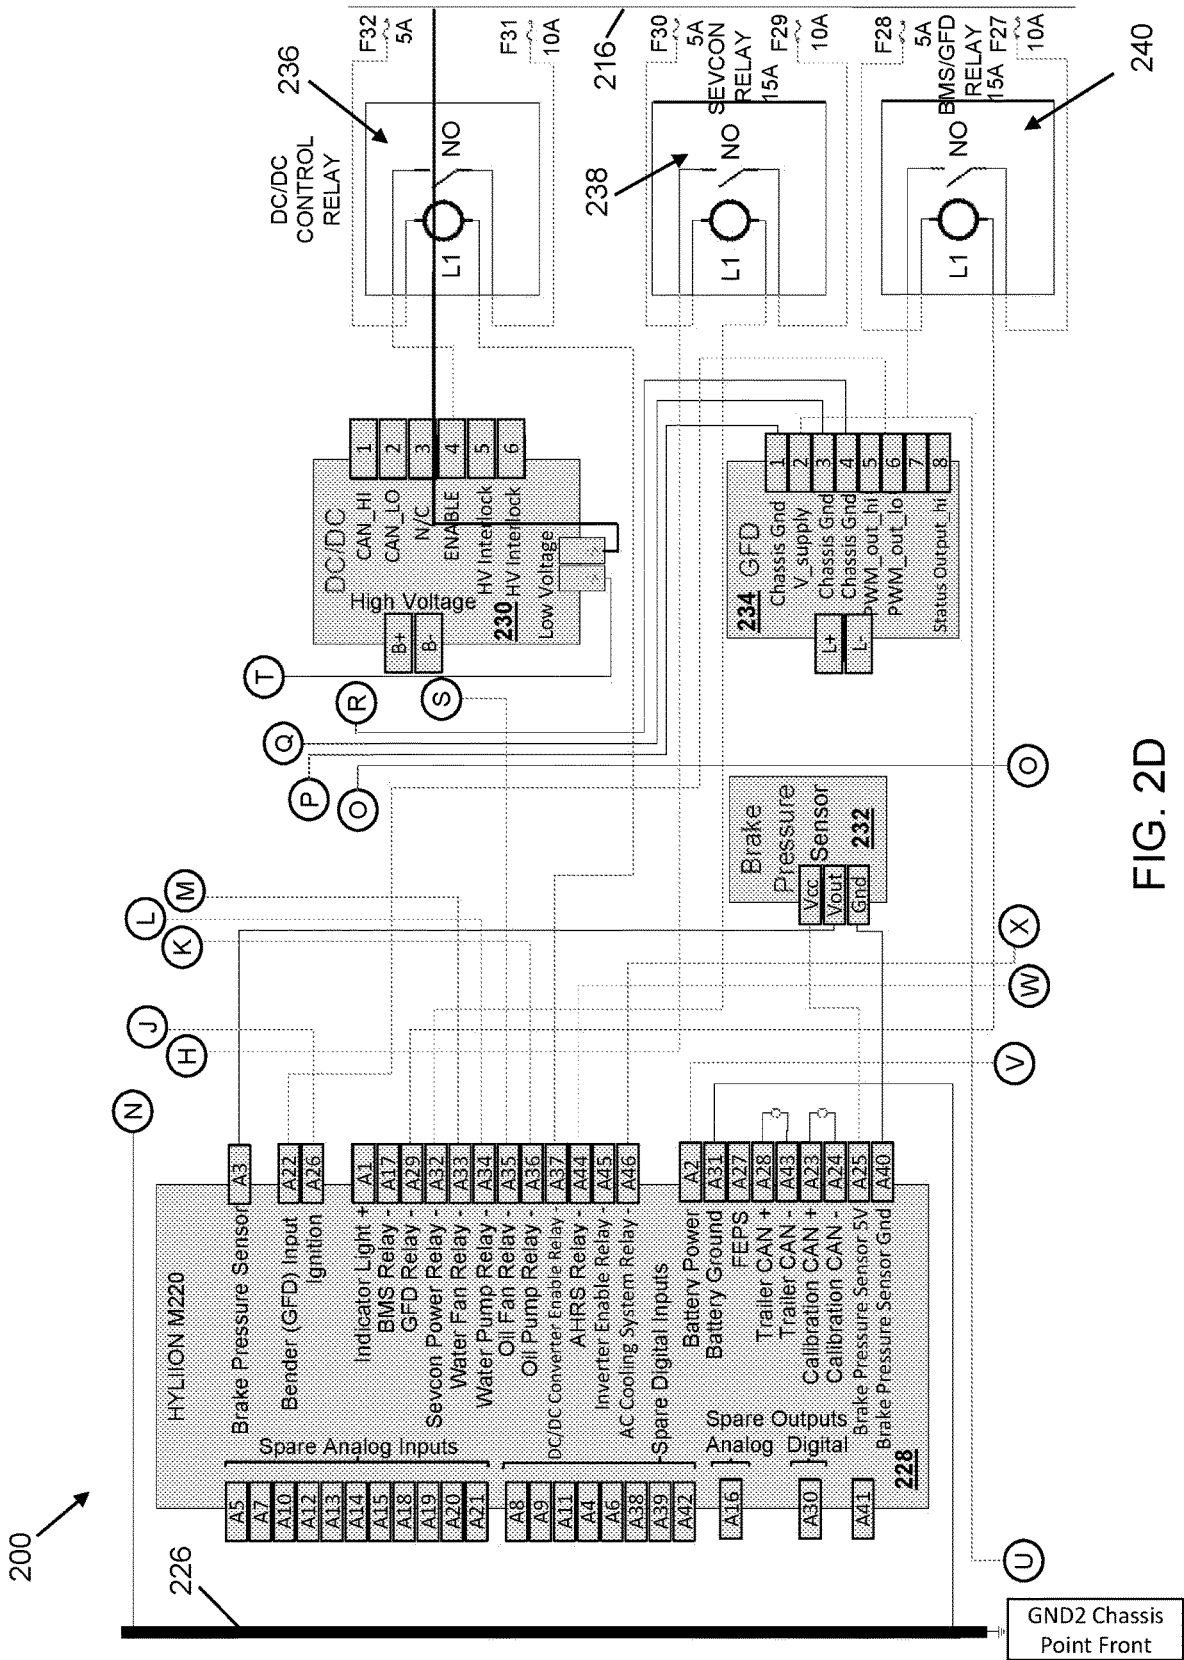 200
226
N
J
H
L
K
M
P
O
Q
R
S
T
HYLIION M220
Brake Pressure Sensor
A3
Bender (GFD) Input
A22
Ignition
A26
Indicator Light +
A1
BMS Relay -
A17
GFD Relay -
A29
Sevcon Power Relay -
A32
Water Fan Relay -
A33
Water Pump Relay -
A34
Oil Fan Relay -
A35
Oil Pump Relay -
A36
DC/DC Converter Enable Relay -
A37
AHRS Relay -
A44
Inverter Enable Relay -
A45
AC Cooling System Relay -
A46
Battery Power
A2
Battery Ground
A31
FEPS
A27
Trailer CAN +
A28
Trailer CAN -
A43
Calibration CAN +
A23
Calibration CAN -
A24
Brake Pressure Sensor 5V
A25
Brake Pressure Sensor Gnd
A40
Spare Analog Inputs
A5
A7
A10
A12
A13
A14
A15
A18
A19
A20
A21
Spare Digital Inputs
A8
A9
A11
A4
A6
A38
A39
A42
Spare Outputs
Analog
Digital
A16
A30
A41
228
U
V
W
X
O
GND2 Chassis
Point Front
Brake
Pressure
Sensor
232
Vcc
Vout
Gnd
DC/DC
CAN_HI
1
CAN_LO
2
N/C
3
ENABLE
4
HV Interlock
5
HV Interlock
6
High Voltage
B+
B-
230
Low Voltage
234
GFD
Chassis Gnd
1
V_supply
2
Chassis Gnd
3
Chassis Gnd
4
PWM_out_hi
5
PWM_out_lo
6
7
Status Output_hi
8
L+
L-
DC/DC
CONTROL
RELAY
236
L1
NO
F32
5A
F31
10A
216
SEVCON
RELAY
15A
238
L1
NO
F30
5A
F29
10A
BMS/GFD
RELAY
15A
240
L1
NO
F28
5A
F27
10A
FIG. 2D